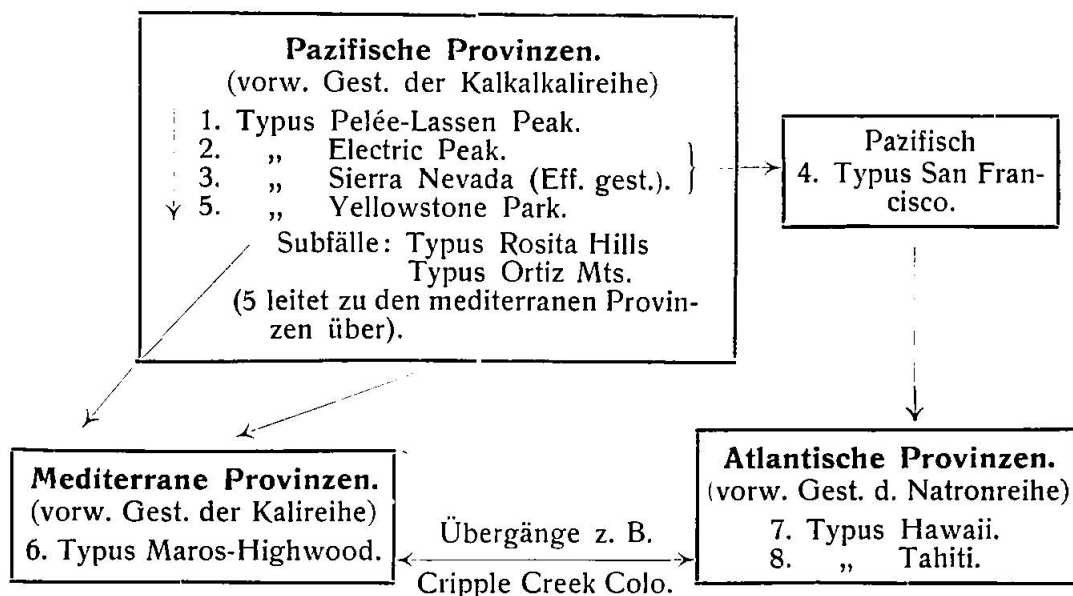 Pazifische Provinzen.
(vorw. Gest. der Kalkalkalireihe)
1. Typus Pelée-Lassen Peak.
2. „ Electric Peak.
3. „ Sierra Nevada (Eff. gest.).
5. „ Yellowstone Park.
Subfälle: Typus Rosita Hills
Typus Ortiz Mts.
(5 leitet zu den mediterranen Provin-
zen über).
Pazifisch
4. Typus San Fran-
cisco.
Mediterrane Provinzen.
(vorw. Gest. der Kalireihe)
6. Typus Maros-Highwood.
Übergänge z. B.
Cripple Creek Colo.
Atlantische Provinzen.
(vorw. Gest. d. Natronreihe)
7. Typus Hawaii.
8. „ Tahiti.